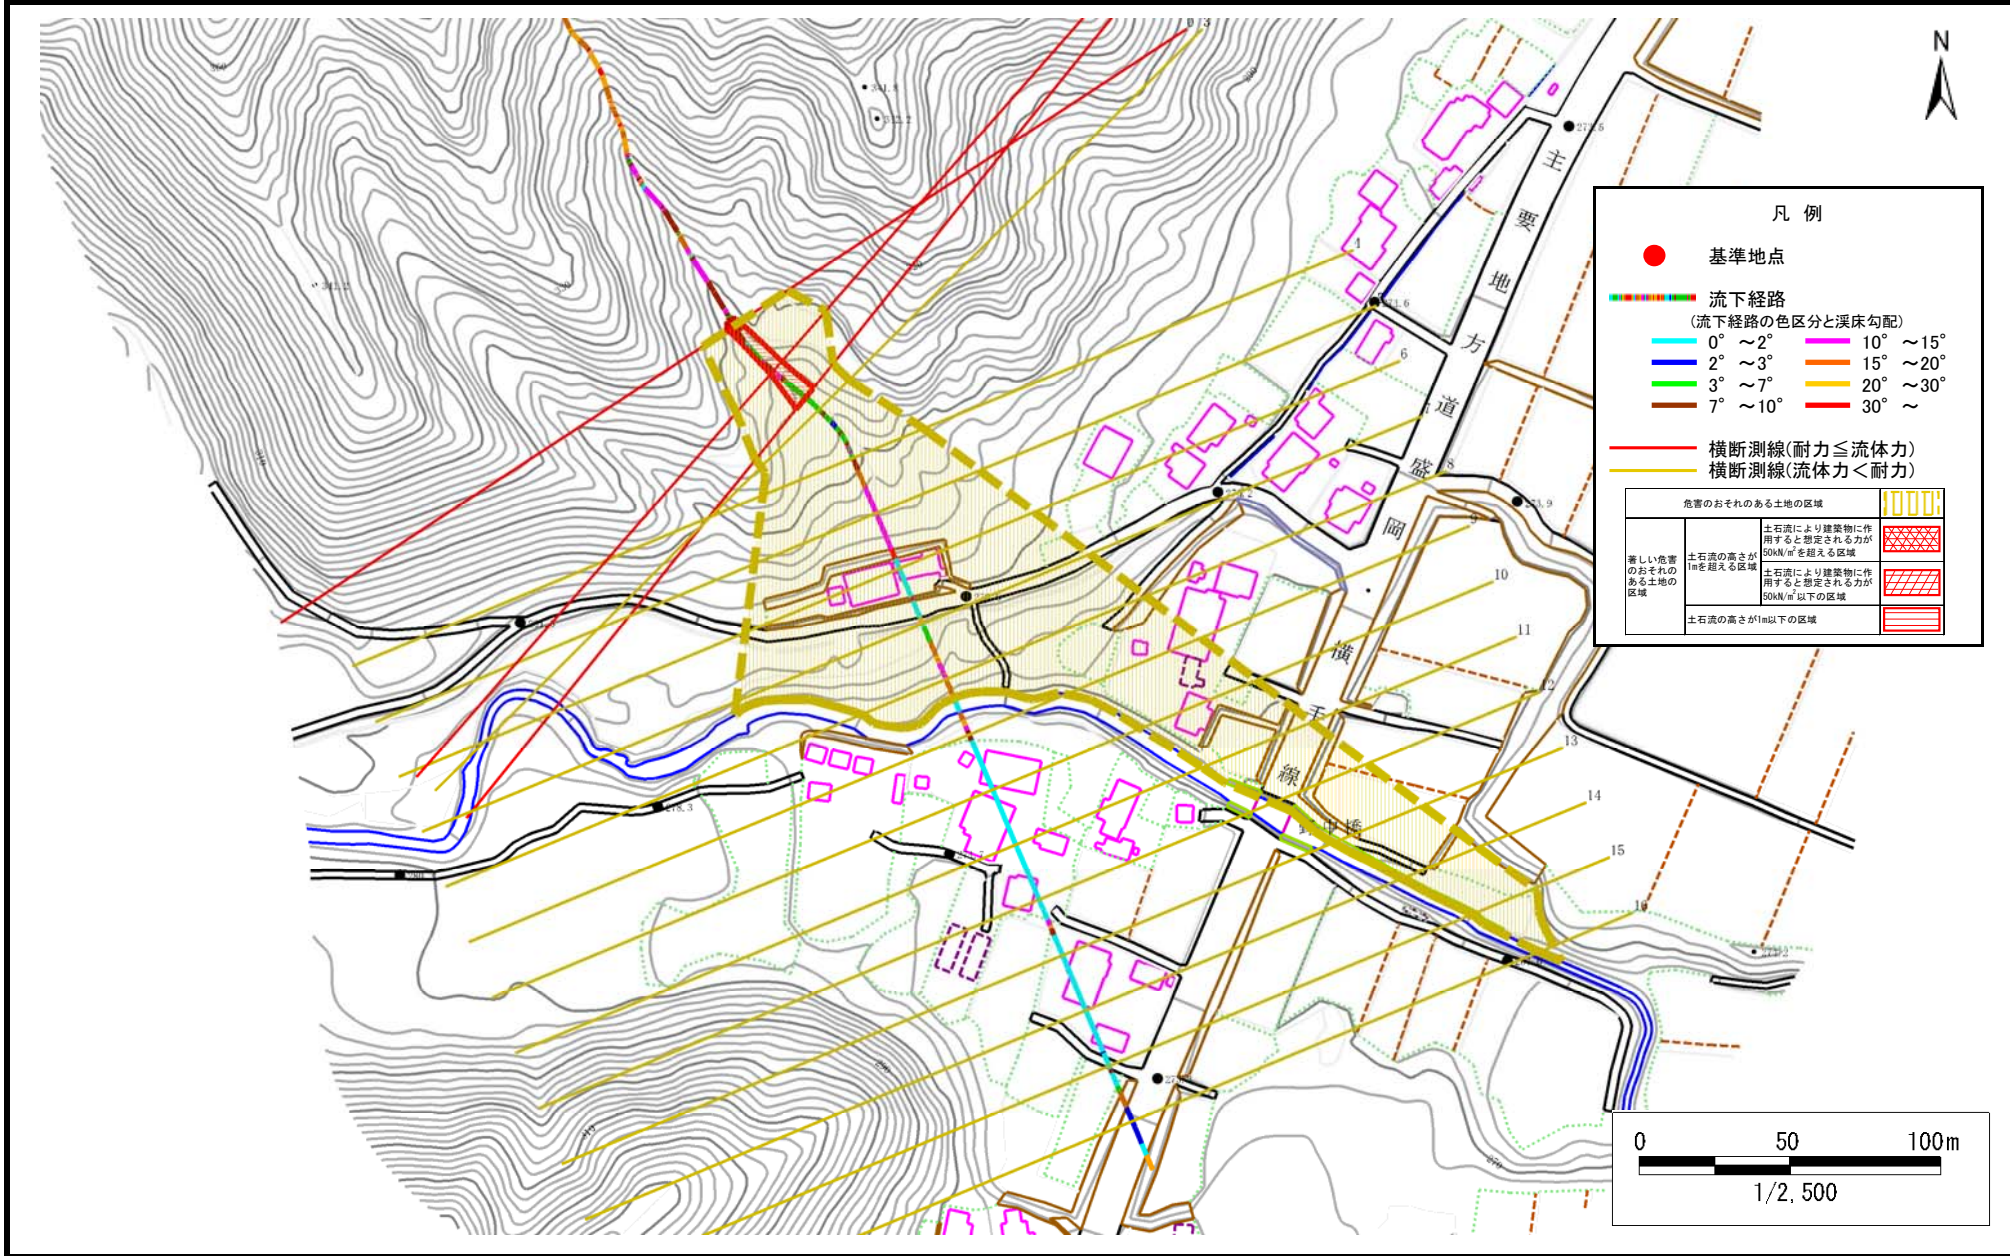 N
凡 例
基準地点
流下経路
(流下経路の色区分と渓床勾配)
0° ～2°
10° ～15°
2° ～3°
15° ～20°
3° ～7°
20° ～30°
7° ～10°
30° ～
横断測線(耐力≦流体力)
横断測線(流体力＜耐力)
危害のおそれのある土地の区域
著しい危害
のおそれの
ある土地の
区域
土石流の高さが
1mを超える区域
土石流により建築物に作
用すると想定される力が
50kN/m²を超える区域
土石流により建築物に作
用すると想定される力が
50kN/m²以下の区域
土石流の高さが1m以下の区域
主
要
地
方
道
盛
岡
横
手
線
4
6
8
9
10
11
12
13
14
15
16
341.2
278.3
310
0
50
100m
1/2,500